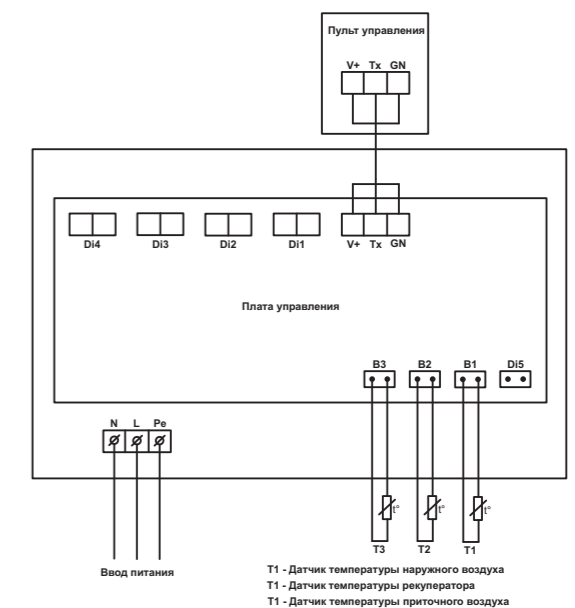 Пульт управления
V+ Tx GN
Di4 Di3 Di2 Di1 V+ Tx GN
Плата управления
B3 B2 B1 Di5
N L Pe
t° t° t°
T3 T2 T1
Ввод питания
T1 - Датчик температуры наружного воздуха
T1 - Датчик температуры рекуператора
T1 - Датчик температуры приточного воздуха